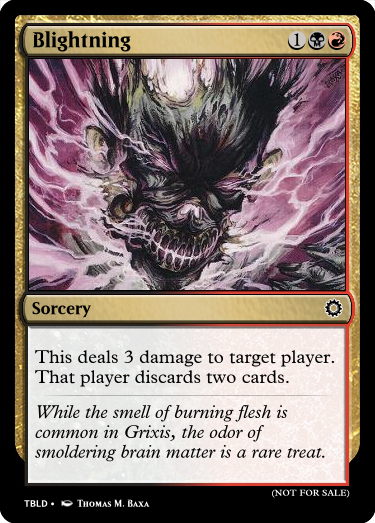 Blightning 1
Sorcery
This deals 3 damage to target player.
That player discards two cards.
While the smell of burning flesh is
common in Grixis, the odor of
smoldering brain matter is a rare treat.
(NOT FOR SALE)
TBLD • Thomas M. Baxa